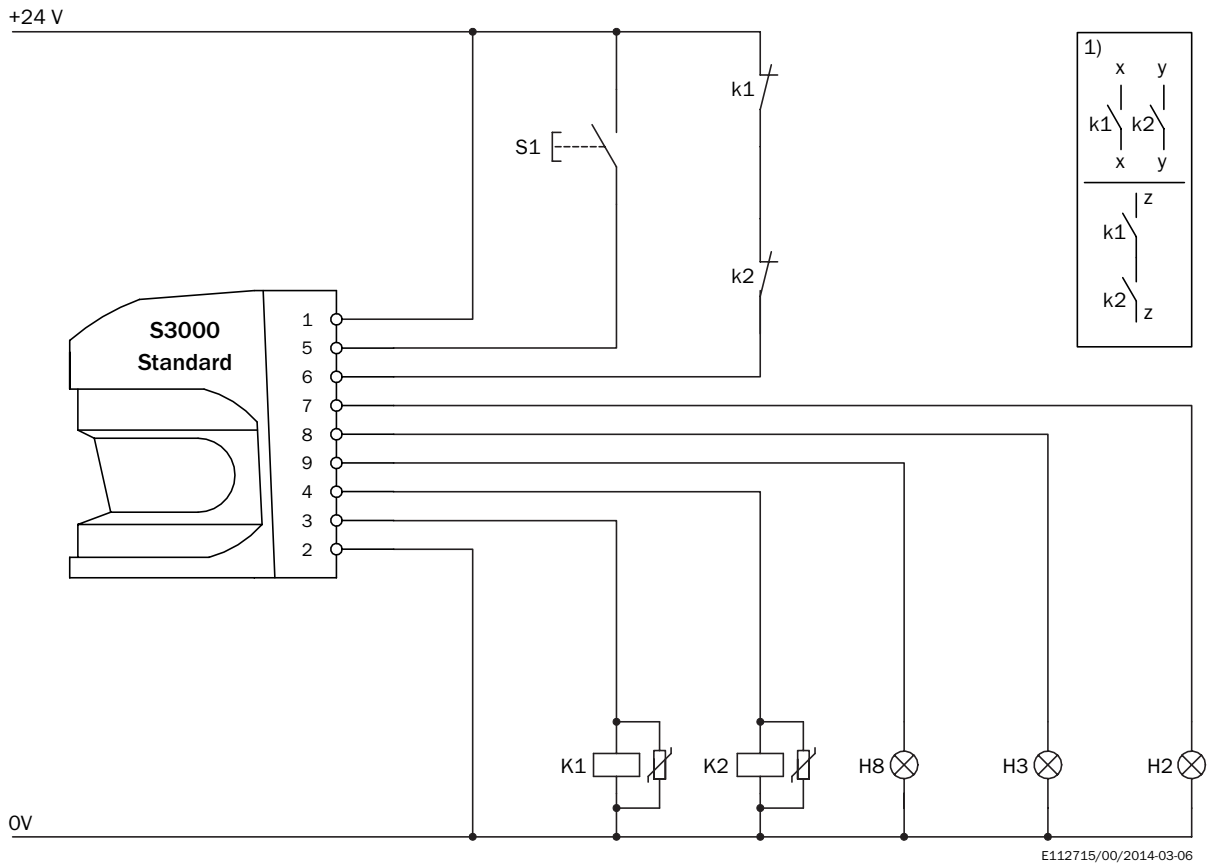 +24 V
1)
x y
k1
k1 k2
S1
x y
z
k1
k2
k2
z
S3000
Standard
1
5
6
7
8
9
4
3
2
K1
K2
H8
H3
H2
0V
E112715/00/2014-03-06